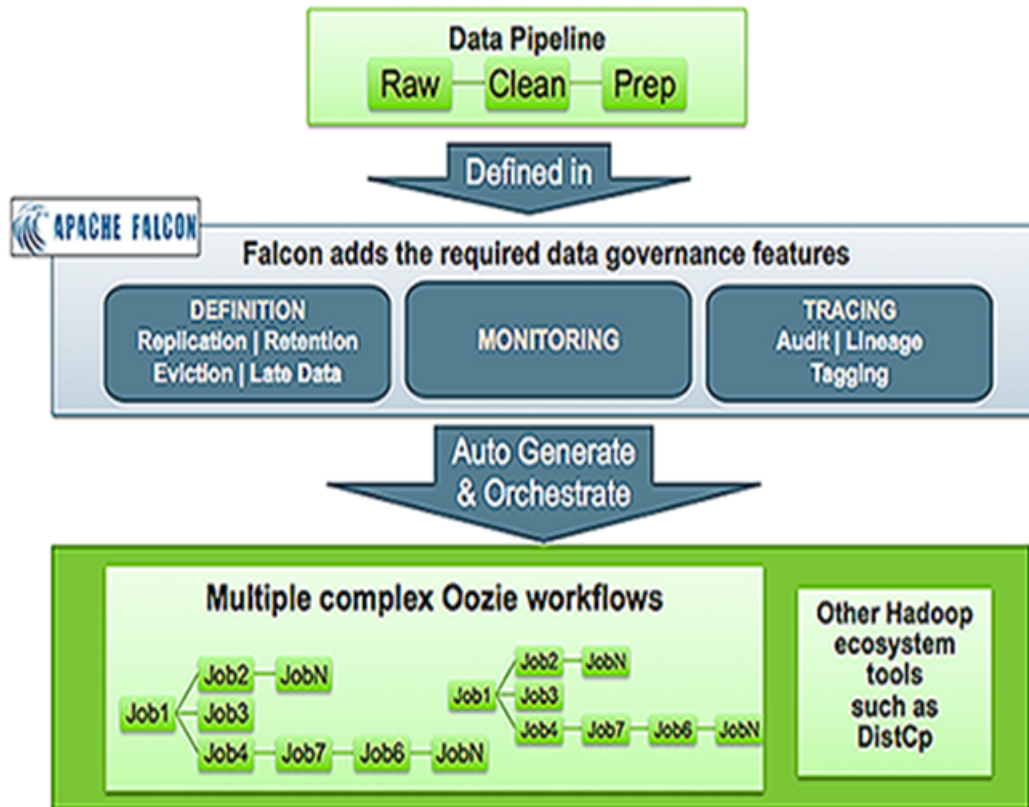 Data Pipeline
Raw Clean Prep
Defined in
APACHE FALCON
Falcon adds the required data governance features
DEFINITION
Replication | Retention
Eviction | Late Data
MONITORING
TRACING
Audit | Lineage
Tagging
Auto Generate
& Orchestrate
Multiple complex Oozie workflows
Job1
Job2 JobN
Job3
Job4 Job7 Job6 JobN
Job1
Job2 JobN
Job3
Job4 Job7 Job6 JobN
Other Hadoop
ecosystem
tools
such as
DistCp